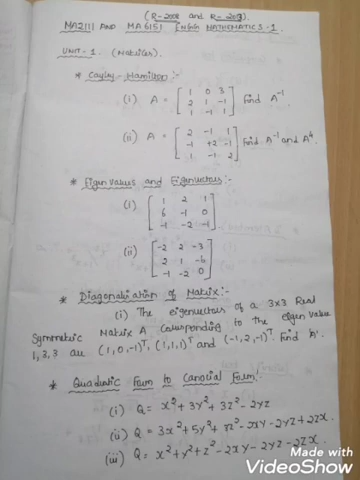 (R-2008 and R-2013)
MA2111 AND MA6151 ENGG MATHEMATICS-1.
UNIT-1. (Matrices).
* Cayley-Hamilton:-
(i) A = [ 1 0 3
2 1 -1
1 -1 1 ] Find A⁻¹
(ii) A = [ 2 -1 1
-1 +2 -1
1 -1 2 ] Find A⁻¹ and A⁴.
* Eigen Values and Eigenvectors:-
(i) [ 1 2 1
6 -1 0
-1 -2 -1 ]
(ii) [ -2 2 -3
2 1 -6
-1 -2 0 ]
* Diagonalisation of Matrix:-
(i) The eigenvectors of a 3x3 Real
Symmetric Matrix A corresponding to the eigen value
1, 3, 3 are (1, 0, -1)ᵀ, (1, 1, 1)ᵀ and (-1, 2, -1)ᵀ. Find 'A'.
* Quadratic Form to Canonical Form:-
(i) Q = x² + 3y² + 3z² - 2yz
(ii) Q = 3x² + 5y² + 3z² - 2xy - 2yz + 2zx.
(iii) Q = x² + y² + z² - 2xy - 2yz - 2zx.
Made with
VideoShow